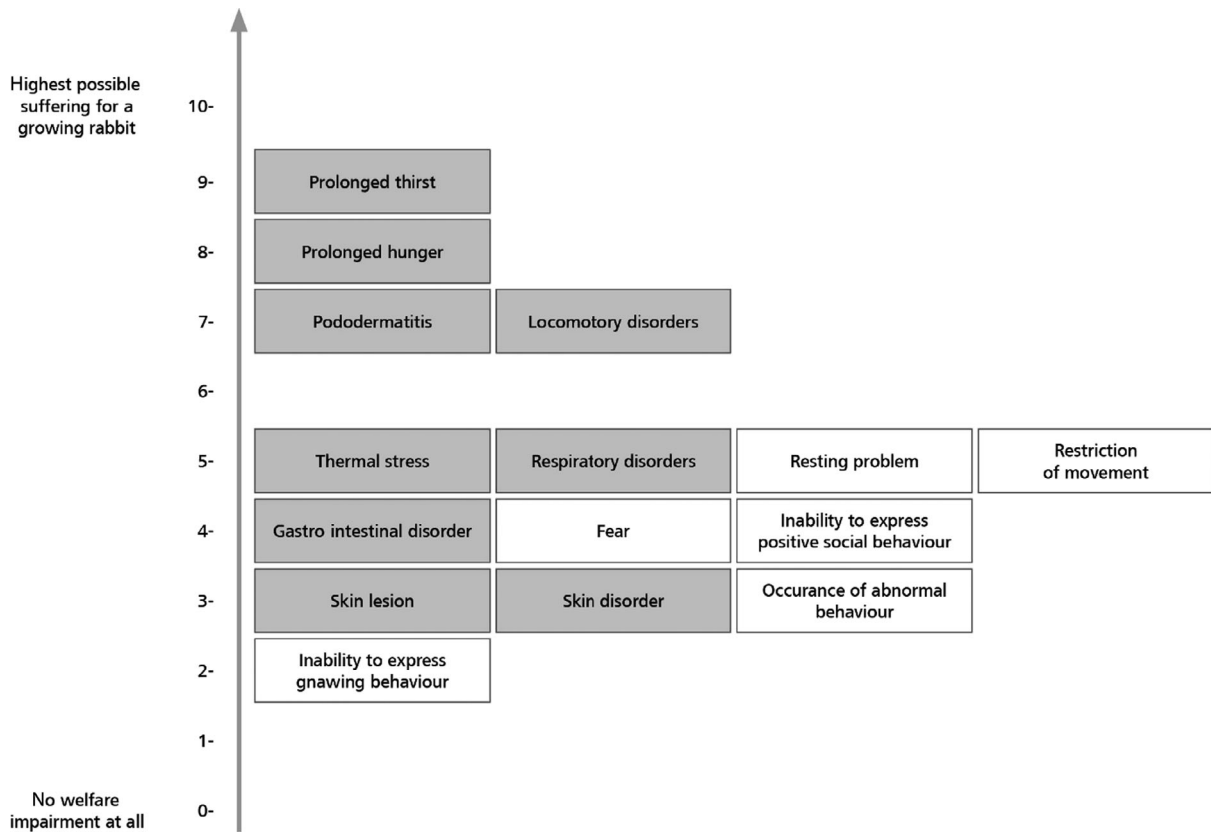 Highest possible
suffering for a
growing rabbit
10-
9-
Prolonged thirst
8-
Prolonged hunger
7-
Pododermatitis
Locomotory disorders
6-
5-
Thermal stress
Respiratory disorders
Resting problem
Restriction
of movement
4-
Gastro intestinal disorder
Fear
Inability to express
positive social behaviour
3-
Skin lesion
Skin disorder
Occurance of abnormal
behaviour
2-
Inability to express
gnawing behaviour
1-
No welfare
impairment at all
0-